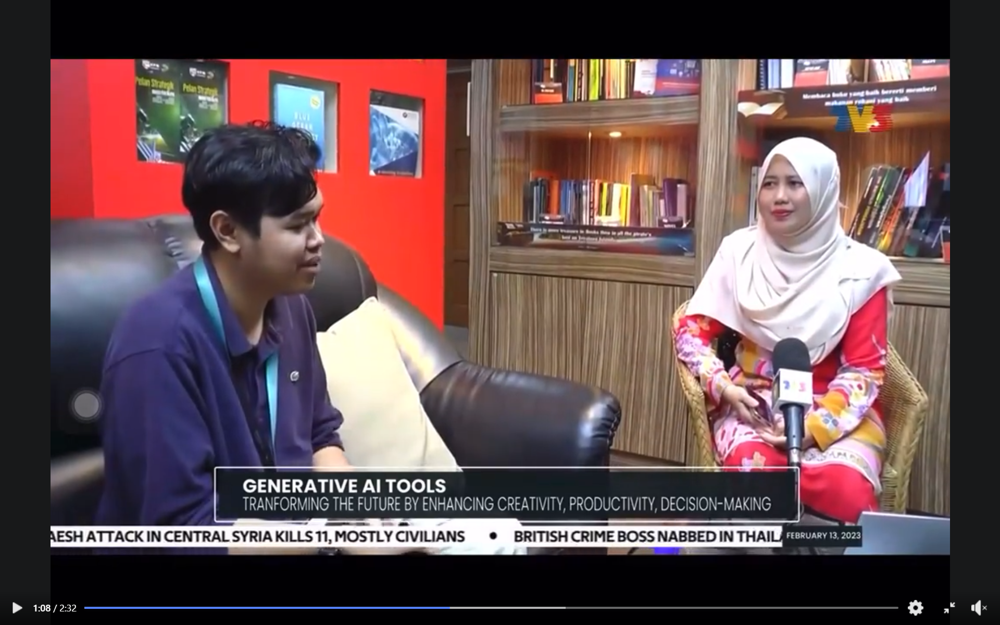 Pelan Strategik
Pelan Strategik
BLUE
OCEAN
Membaca buku yang baik bererti memberi
makanan rohani yang baik
TV3
There is more treasure in Books than in all the pirate's
loot on Treasure Island
GENERATIVE AI TOOLS
TRANFORMING THE FUTURE BY ENHANCING CREATIVITY, PRODUCTIVITY, DECISION-MAKING
AESH ATTACK IN CENTRAL SYRIA KILLS 11, MOSTLY CIVILIANS • BRITISH CRIME BOSS NABBED IN THAIL
FEBRUARY 13, 2023
1:08 / 2:32